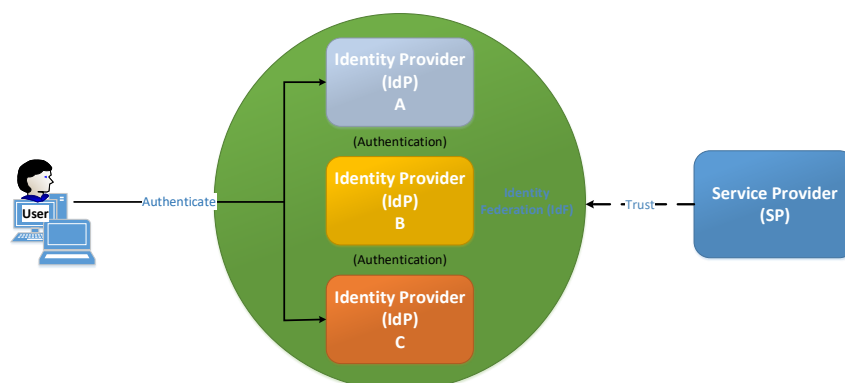 Identity Provider
(IdP)
A
(Authentication)
Identity Provider
(IdP)
B
(Authentication)
Identity Provider
(IdP)
C
User
Authenticate
Identity
Federation (IdF)
Trust
Service Provider
(SP)